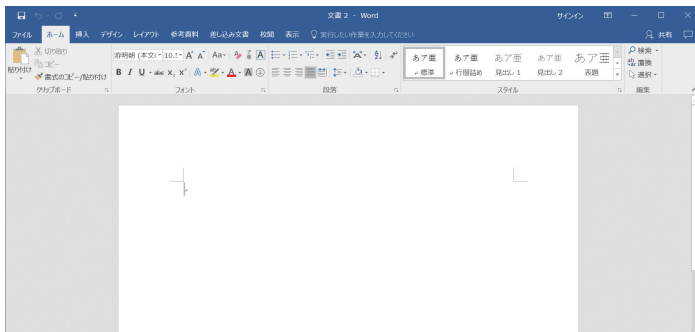 文書 2 - Word
サインイン
ファイル ホーム 挿入 デザイン レイアウト 参考資料 差し込み文書 校閲 表示 実行したい作業を入力してください
共有
貼り付け
切り取り
コピー
書式のコピー/貼り付け
クリップボード
游明朝 (本文(
10.5
A A Aa
B I U abc x, x² A A A
フォント
段落
あア亜 あア亜 あア亜 あア亜 あア亜
標準 行間詰め 見出し 1 見出し 2 表題
スタイル
検索
置換
選択
編集